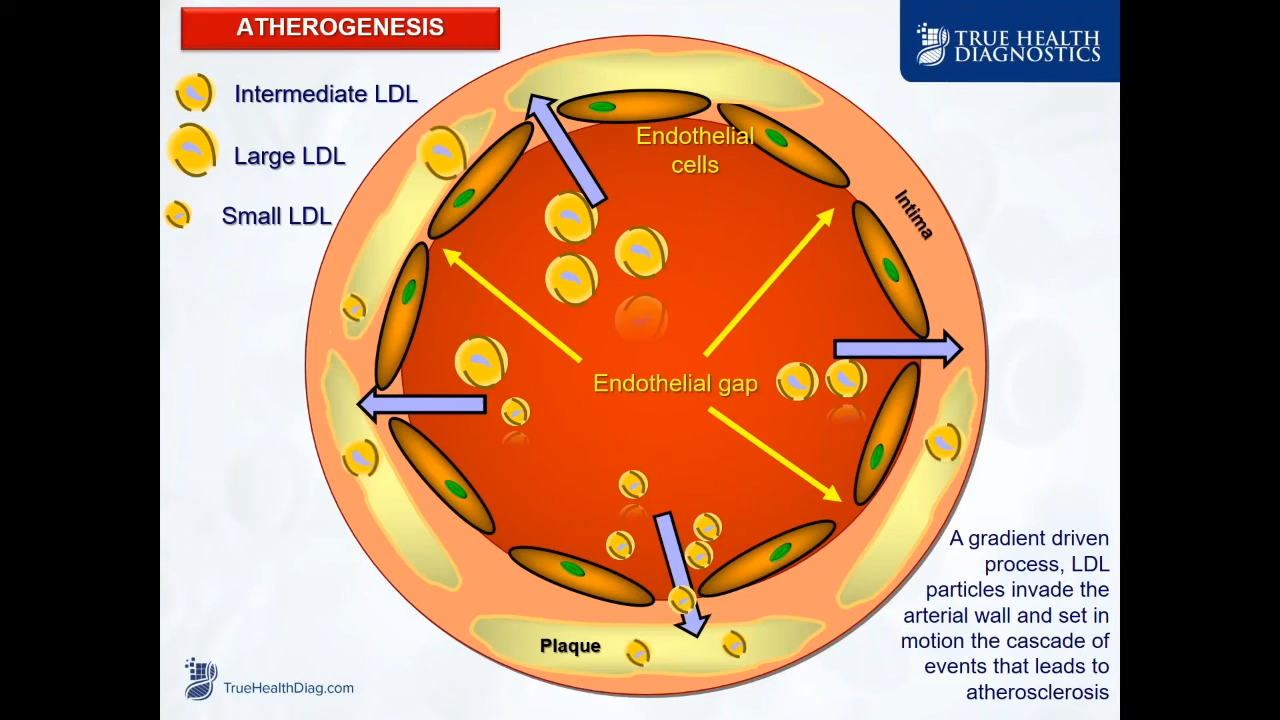 ATHEROGENESIS
TRUE HEALTH
DIAGNOSTICS
Intermediate LDL
Large LDL
Small LDL
Endothelial
cells
Intima
Endothelial gap
A gradient driven
process, LDL
particles invade the
arterial wall and set in
motion the cascade of
events that leads to
atherosclerosis
Plaque
TrueHealthDiag.com